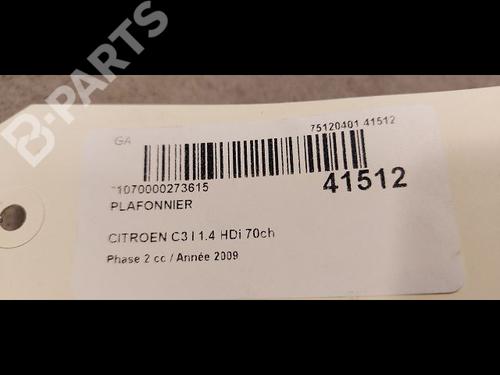 B-PARTS
GA
75120401 41512
*1070000273615
41512
PLAFONNIER
CITROEN C3 I 1.4 HDi 70ch
Phase 2 cc / Année 2009